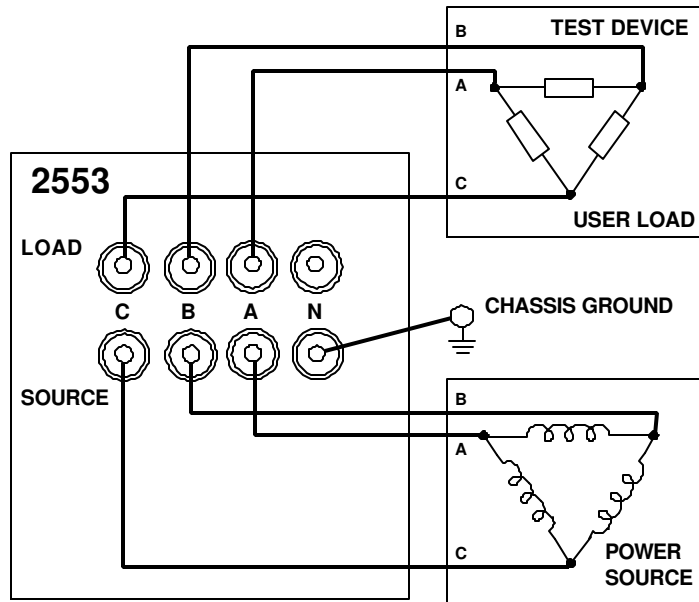 B
TEST DEVICE
A
C
USER LOAD
2553
LOAD
C B A N
SOURCE
CHASSIS GROUND
B
A
C
POWER
SOURCE